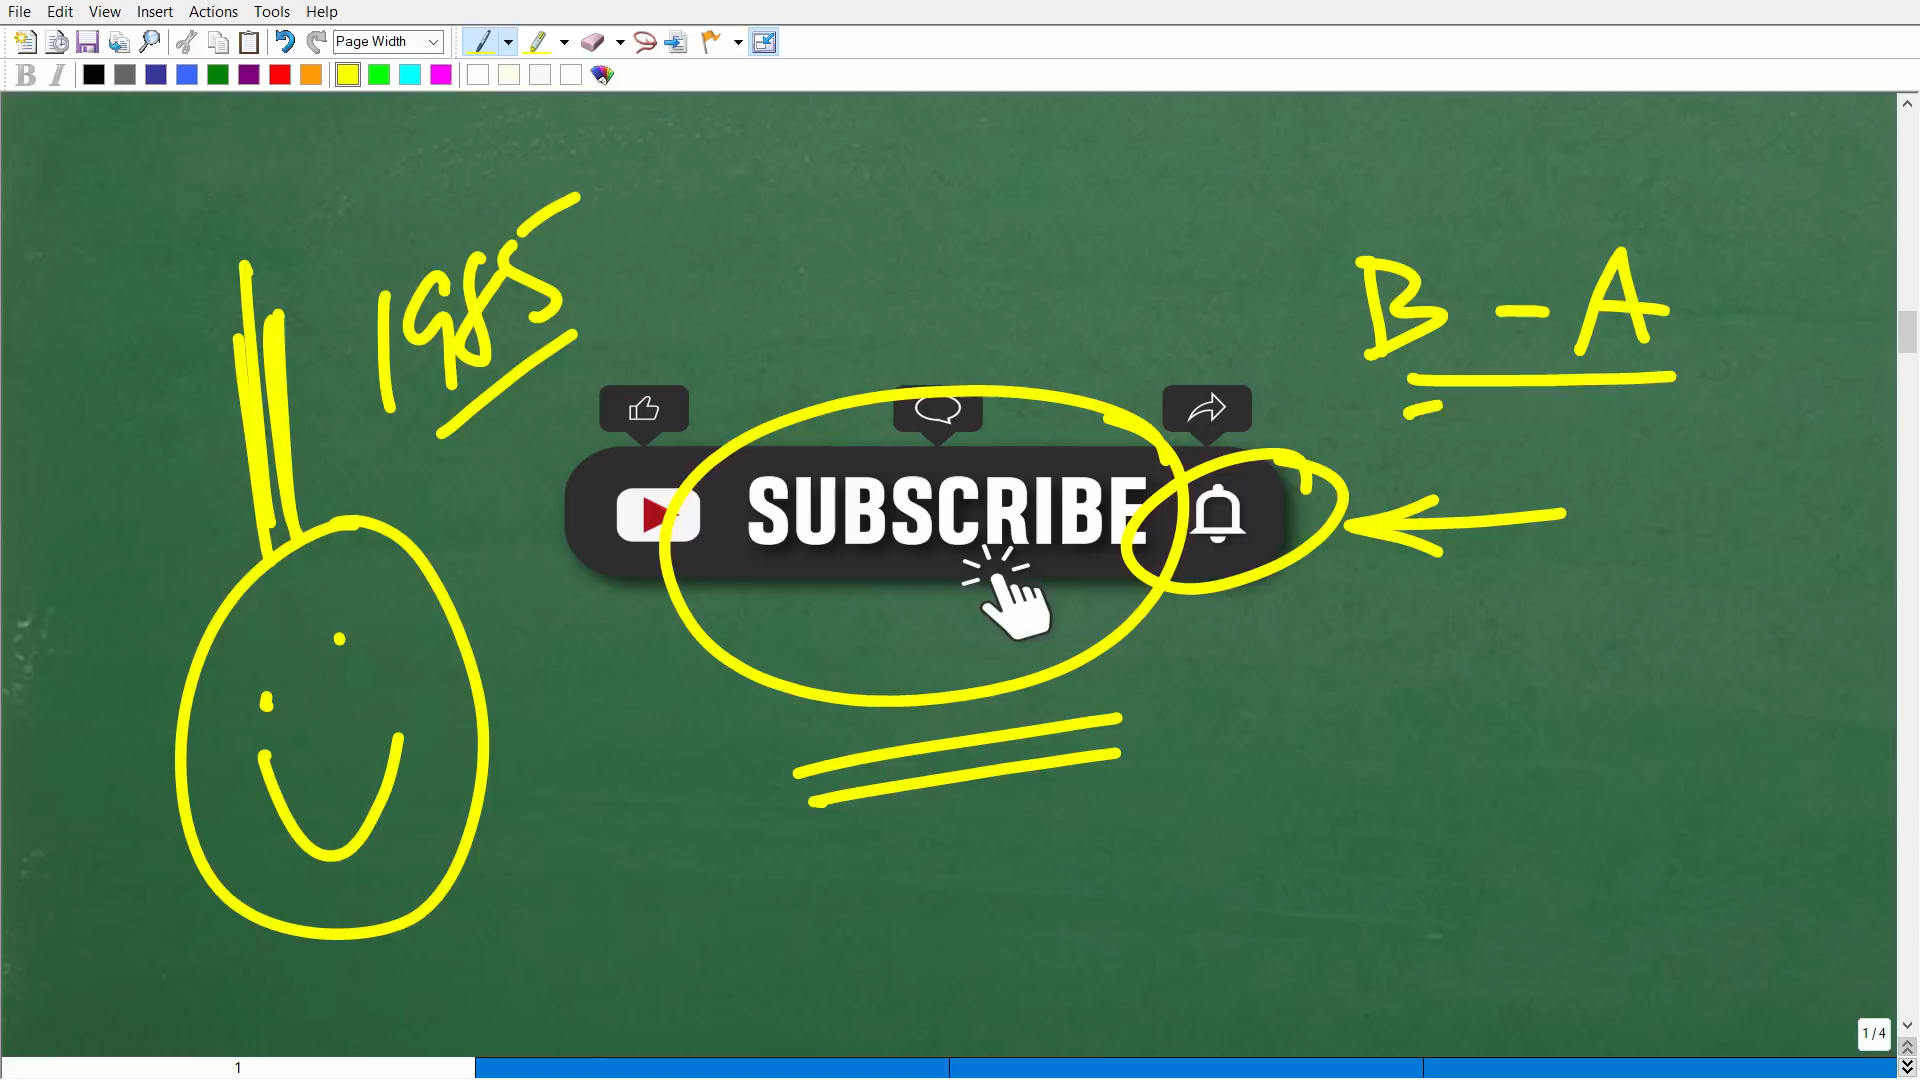 File Edit View Insert Actions Tools Help
Page Width
B I
1985
B - A
SUBSCRIBE
1 / 4
1